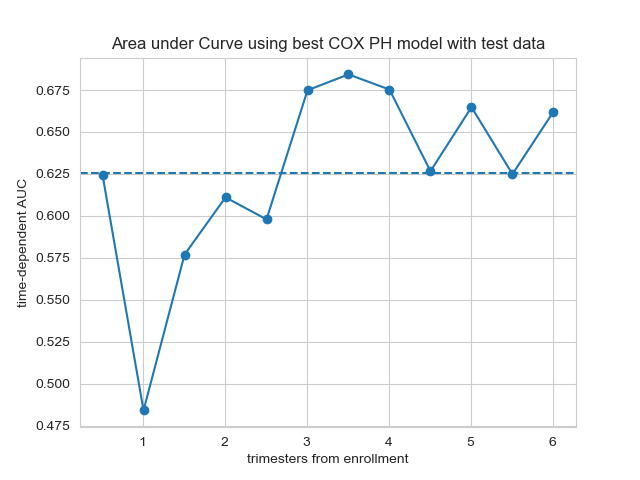 Area under Curve using best COX PH model with test data
time-dependent AUC
0.675
0.650
0.625
0.600
0.575
0.550
0.525
0.500
0.475
1 2 3 4 5 6
trimesters from enrollment